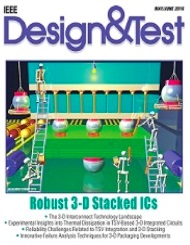 IEEE
MAY/JUNE 2016
Design&Test
Robust 3-D Stacked ICs
• The 3-D Interconnect Technology Landscape
• Experimental Insights into Thermal Dissipation in TSV-Based 3-D Integrated Circuits
• Reliability Challenges Related to TSV Integration and 3-D Stacking
• Innovative Failure Analysis Techniques for 3-D Packaging Developments